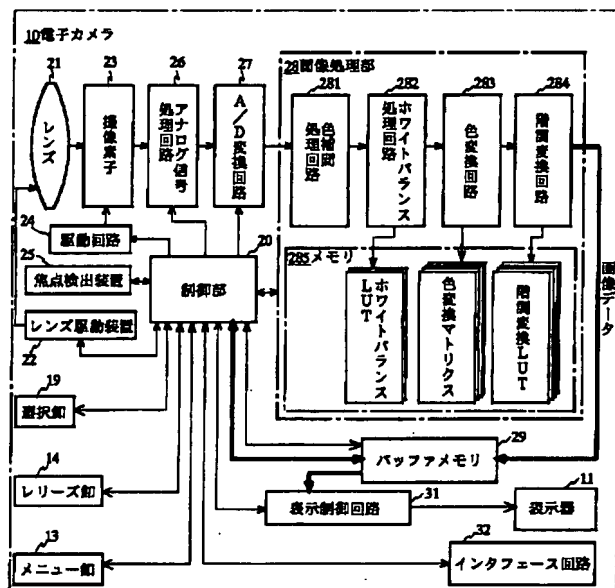 10電子カメラ
21
23
26
27
28画像処理部
281
282
283
284
レンズ
撮像素子
アナログ信号処理回路
A/D変換回路
色補間処理回路
ホワイトバランス処理回路
色変換回路
階調変換回路
24
駆動回路
25
焦点検出装置
レンズ駆動装置
22
20
制御部
285メモリ
ホワイトバランスLUT
色変換マトリクス
階調変換LUT
画像データ
19
選択釦
14
レリーズ釦
13
メニュー釦
29
バッファメモリ
31
表示制御回路
11
表示器
32
インタフェース回路